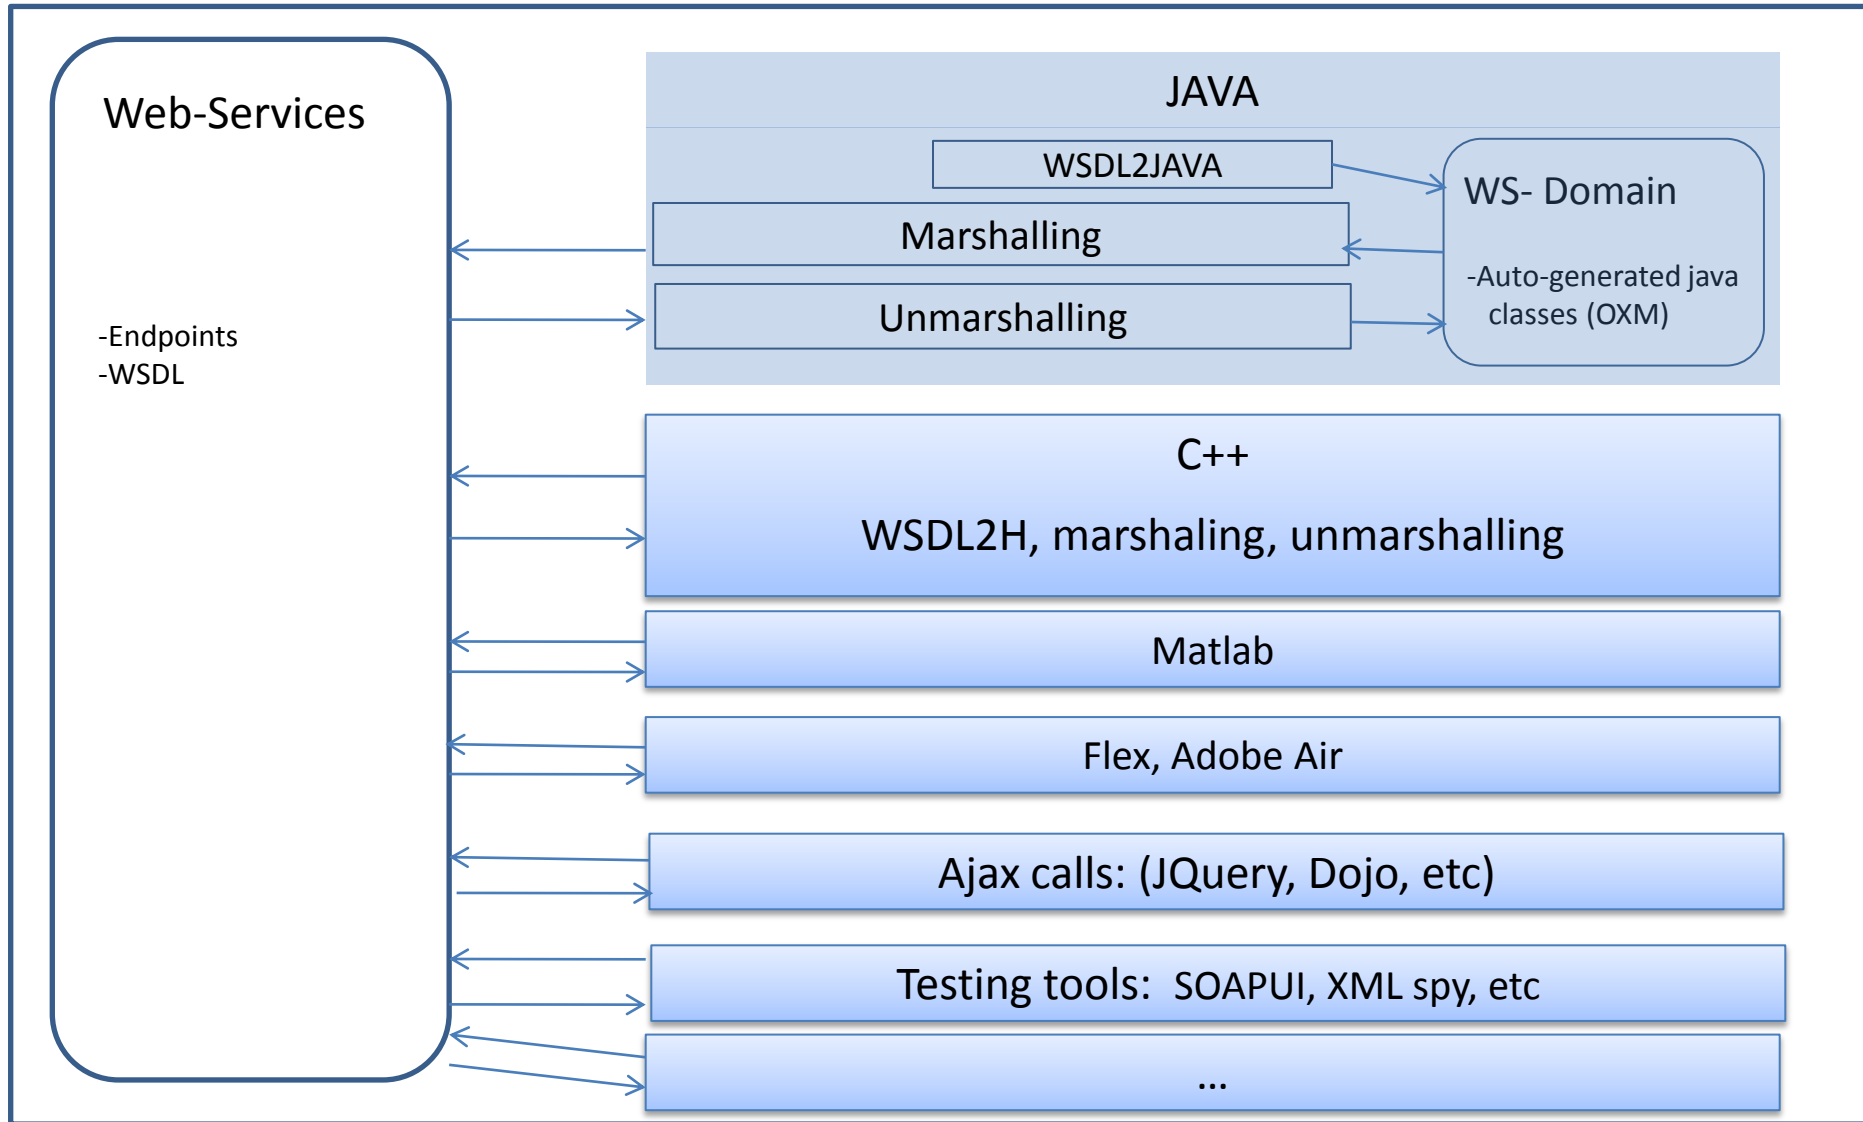 Web-Services
-Endpoints
-WSDL
JAVA
WSDL2JAVA
Marshalling
Unmarshalling
WS- Domain
-Auto-generated java
classes (OXM)
C++
WSDL2H, marshaling, unmarshalling
Matlab
Flex, Adobe Air
Ajax calls: (JQuery, Dojo, etc)
Testing tools: SOAPUI, XML spy, etc
...